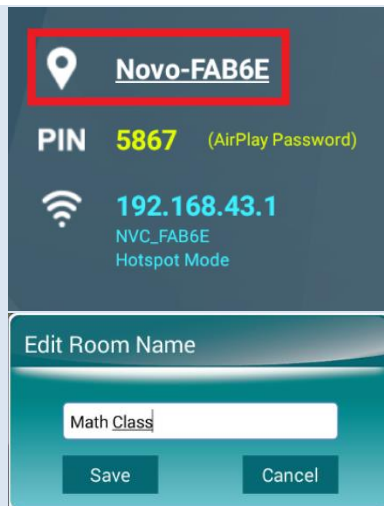 Novo-FAB6E
PIN 5867 (AirPlay Password)
192.168.43.1
NVC_FAB6E
Hotspot Mode
Edit Room Name
Math Class
Save Cancel